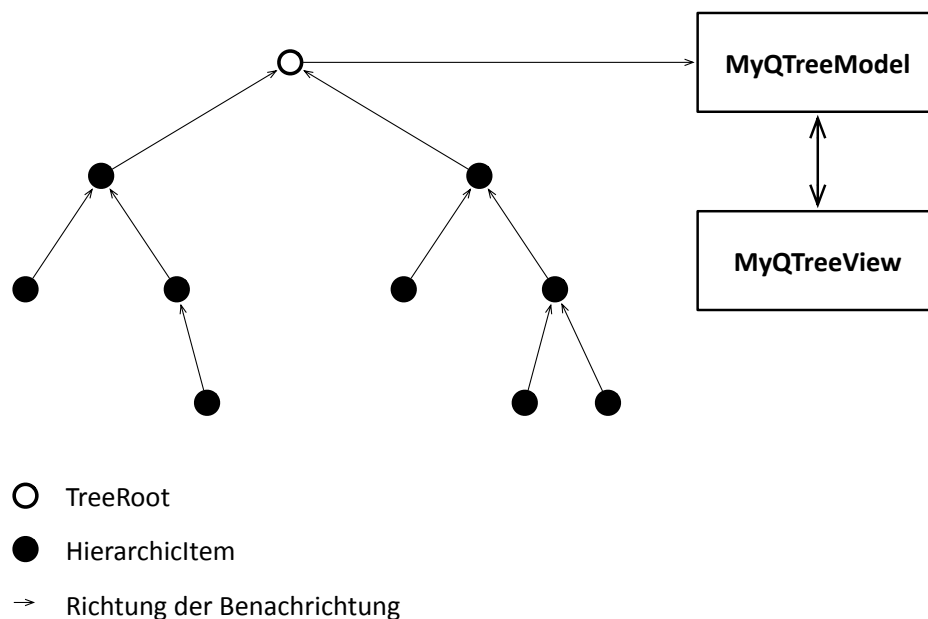 MyQTreeModel
MyQTreeView
TreeRoot
HierarchicItem
Richtung der Benachrichtung